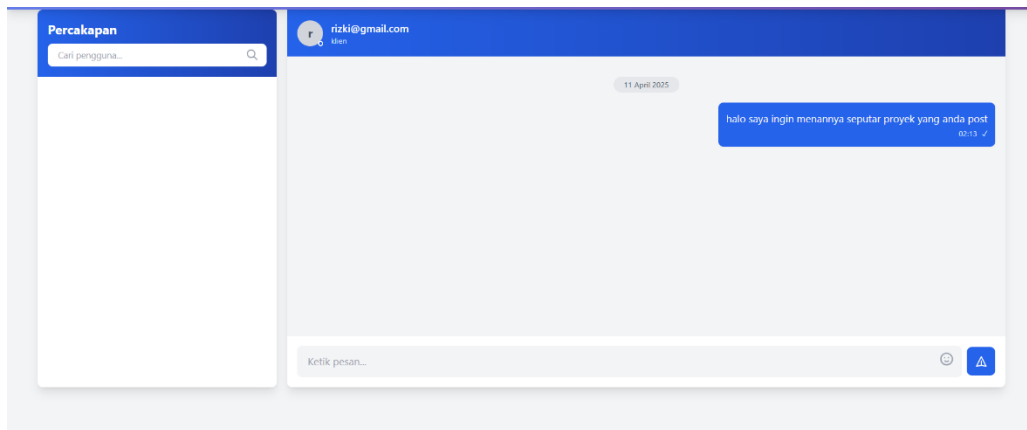 Percakapan
Cari pengguna...
r
rizki@gmail.com
klien
11 April 2025
halo saya ingin menannya seputar proyek yang anda post
02:13 ✓
Ketik pesan...